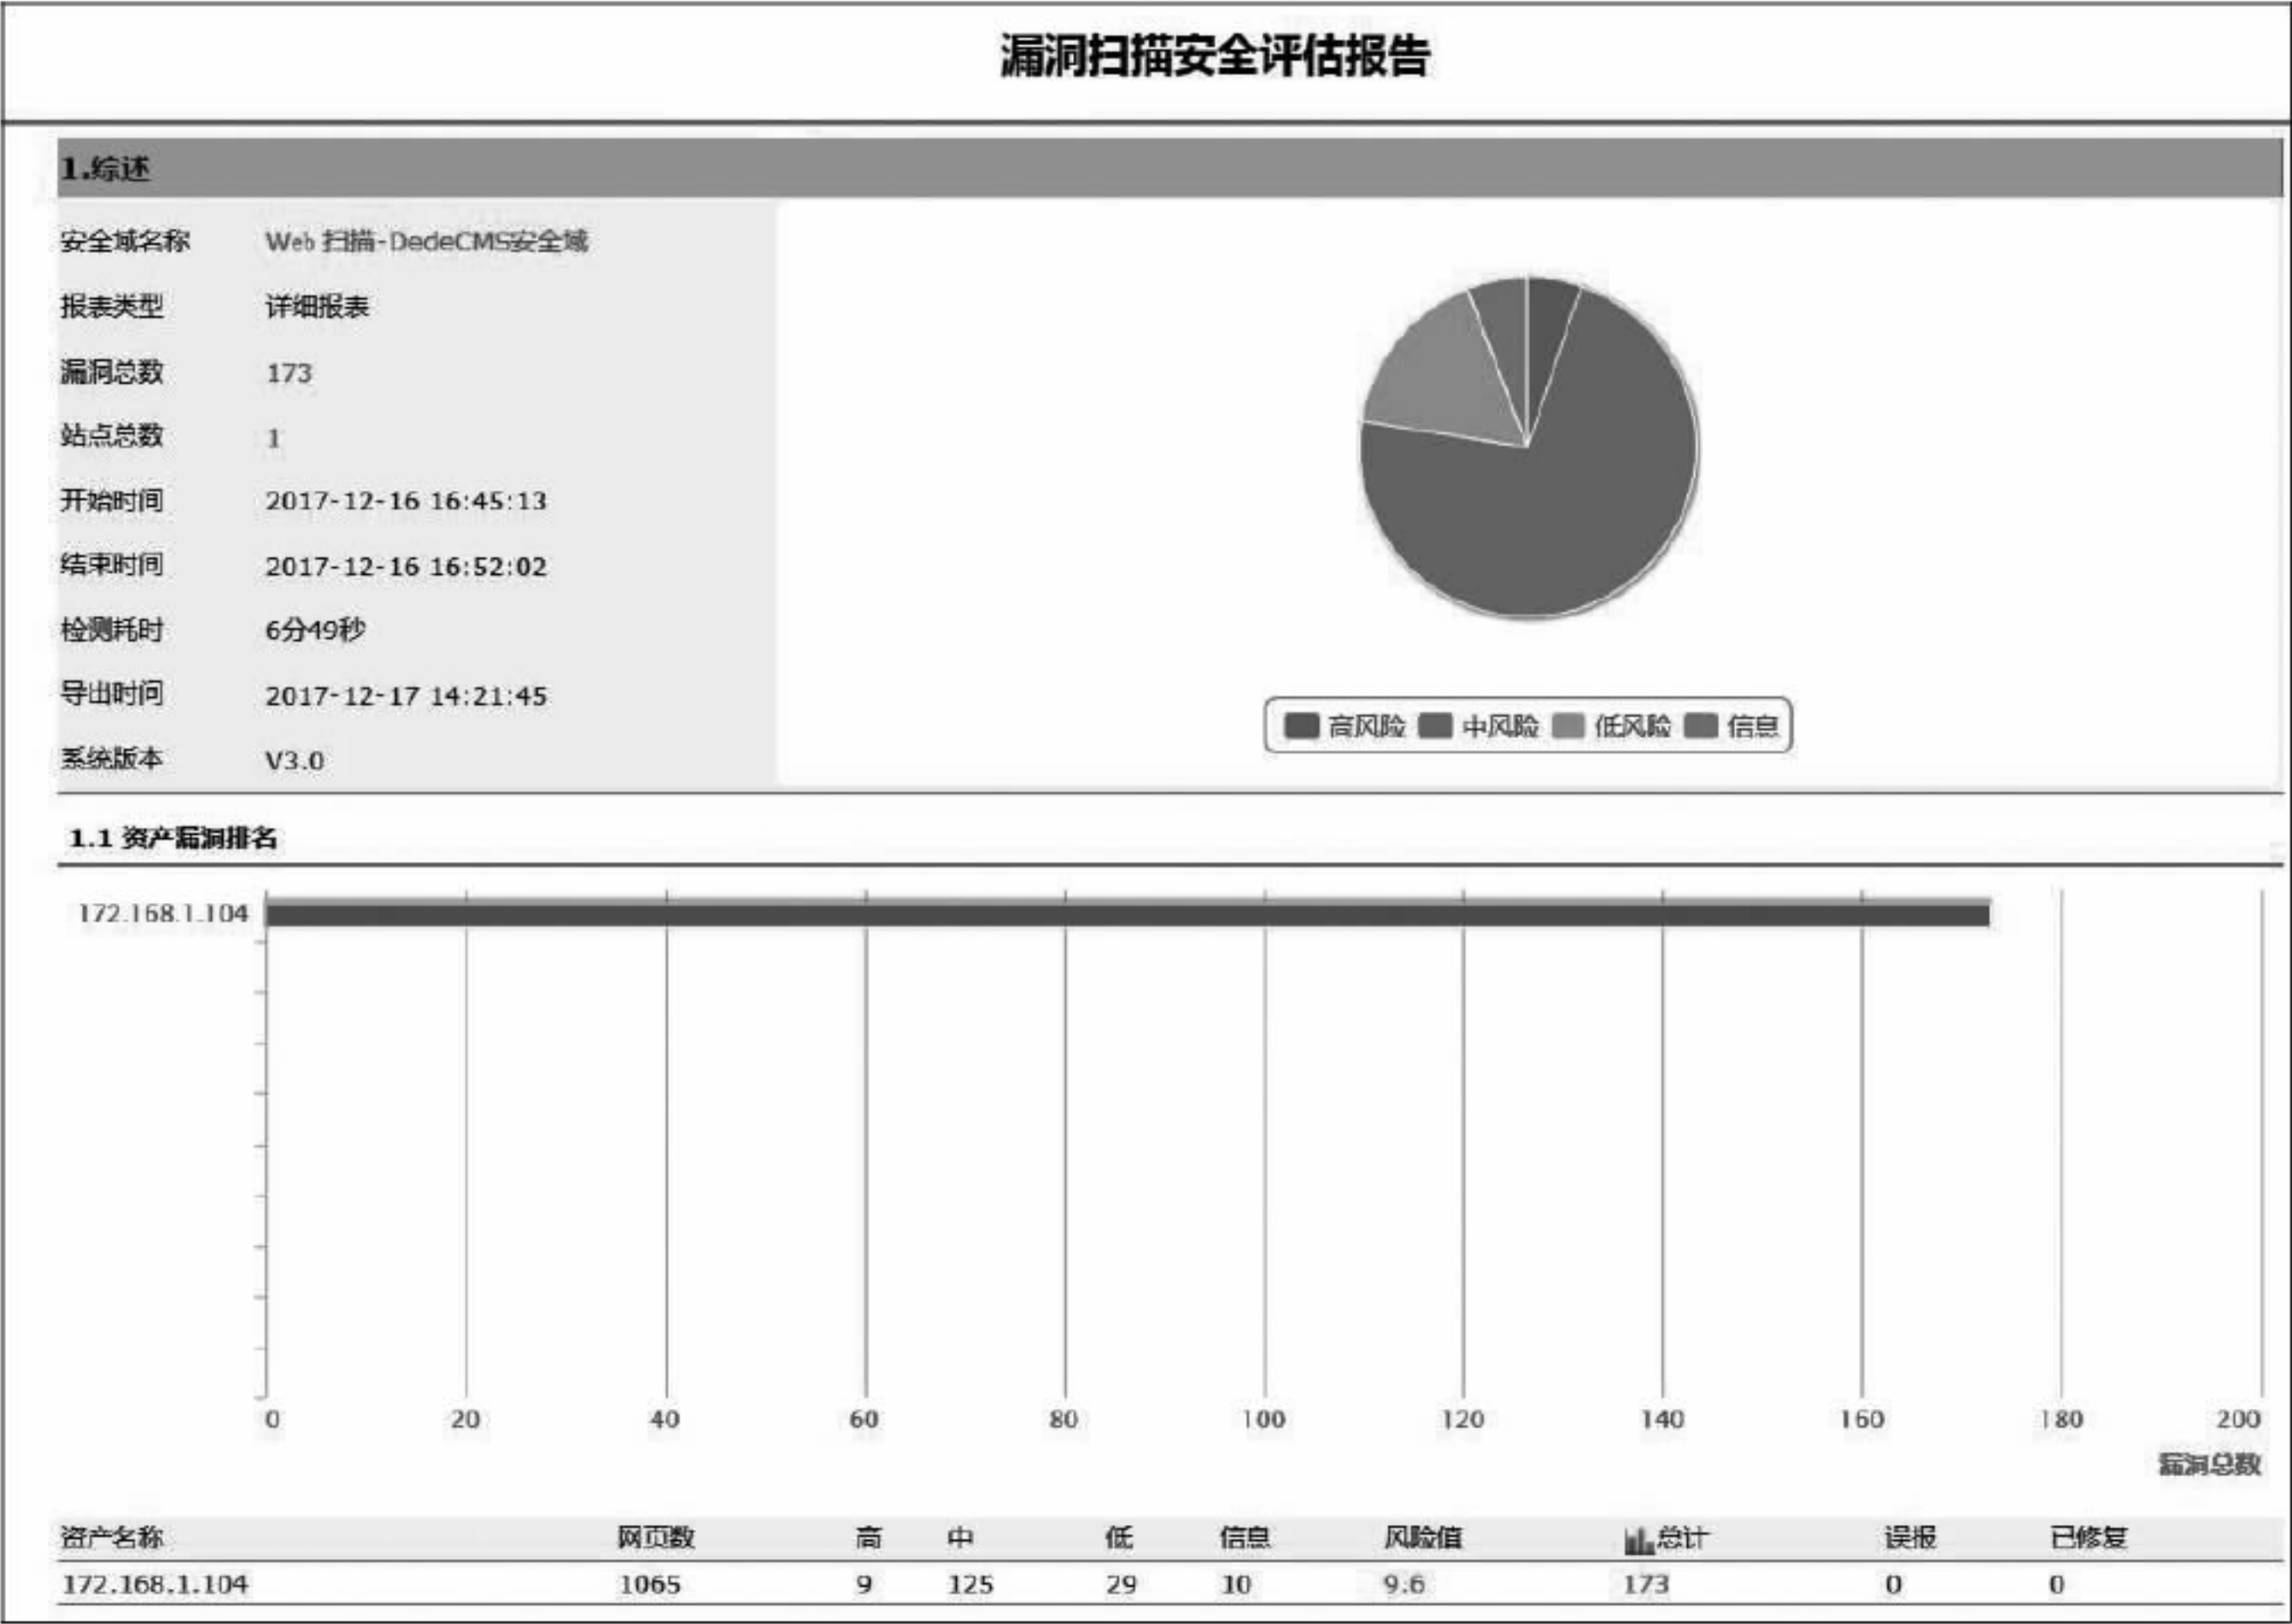 漏洞扫描安全评估报告
1.综述
安全域名称 Web 扫描-DedeCMS安全域
报表类型 详细报表
漏洞总数 173
站点总数 1
开始时间 2017-12-16 16:45:13
结束时间 2017-12-16 16:52:02
检测耗时 6分49秒
导出时间 2017-12-17 14:21:45
系统版本 V3.0
高风险 中风险 低风险 信息
1.1 资产漏洞排名
172.168.1.104
0 20 40 60 80 100 120 140 160 180 200
漏洞总数
资产名称 网页数 高 中 低 信息 风险值 总计 误报 已修复
172.168.1.104 1065 9 125 29 10 9.6 173 0 0